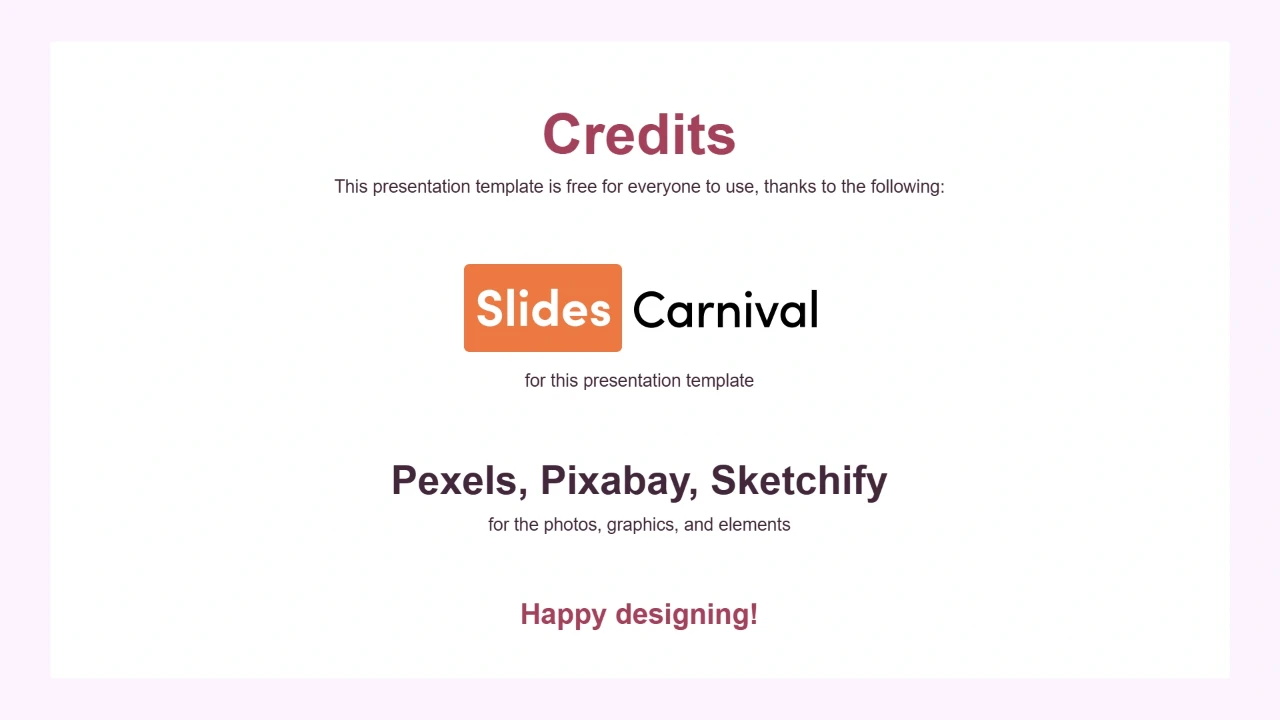 Credits
This presentation template is free for everyone to use, thanks to the following:
Slides Carnival
for this presentation template
Pexels, Pixabay, Sketchify
for the photos, graphics, and elements
Happy designing!